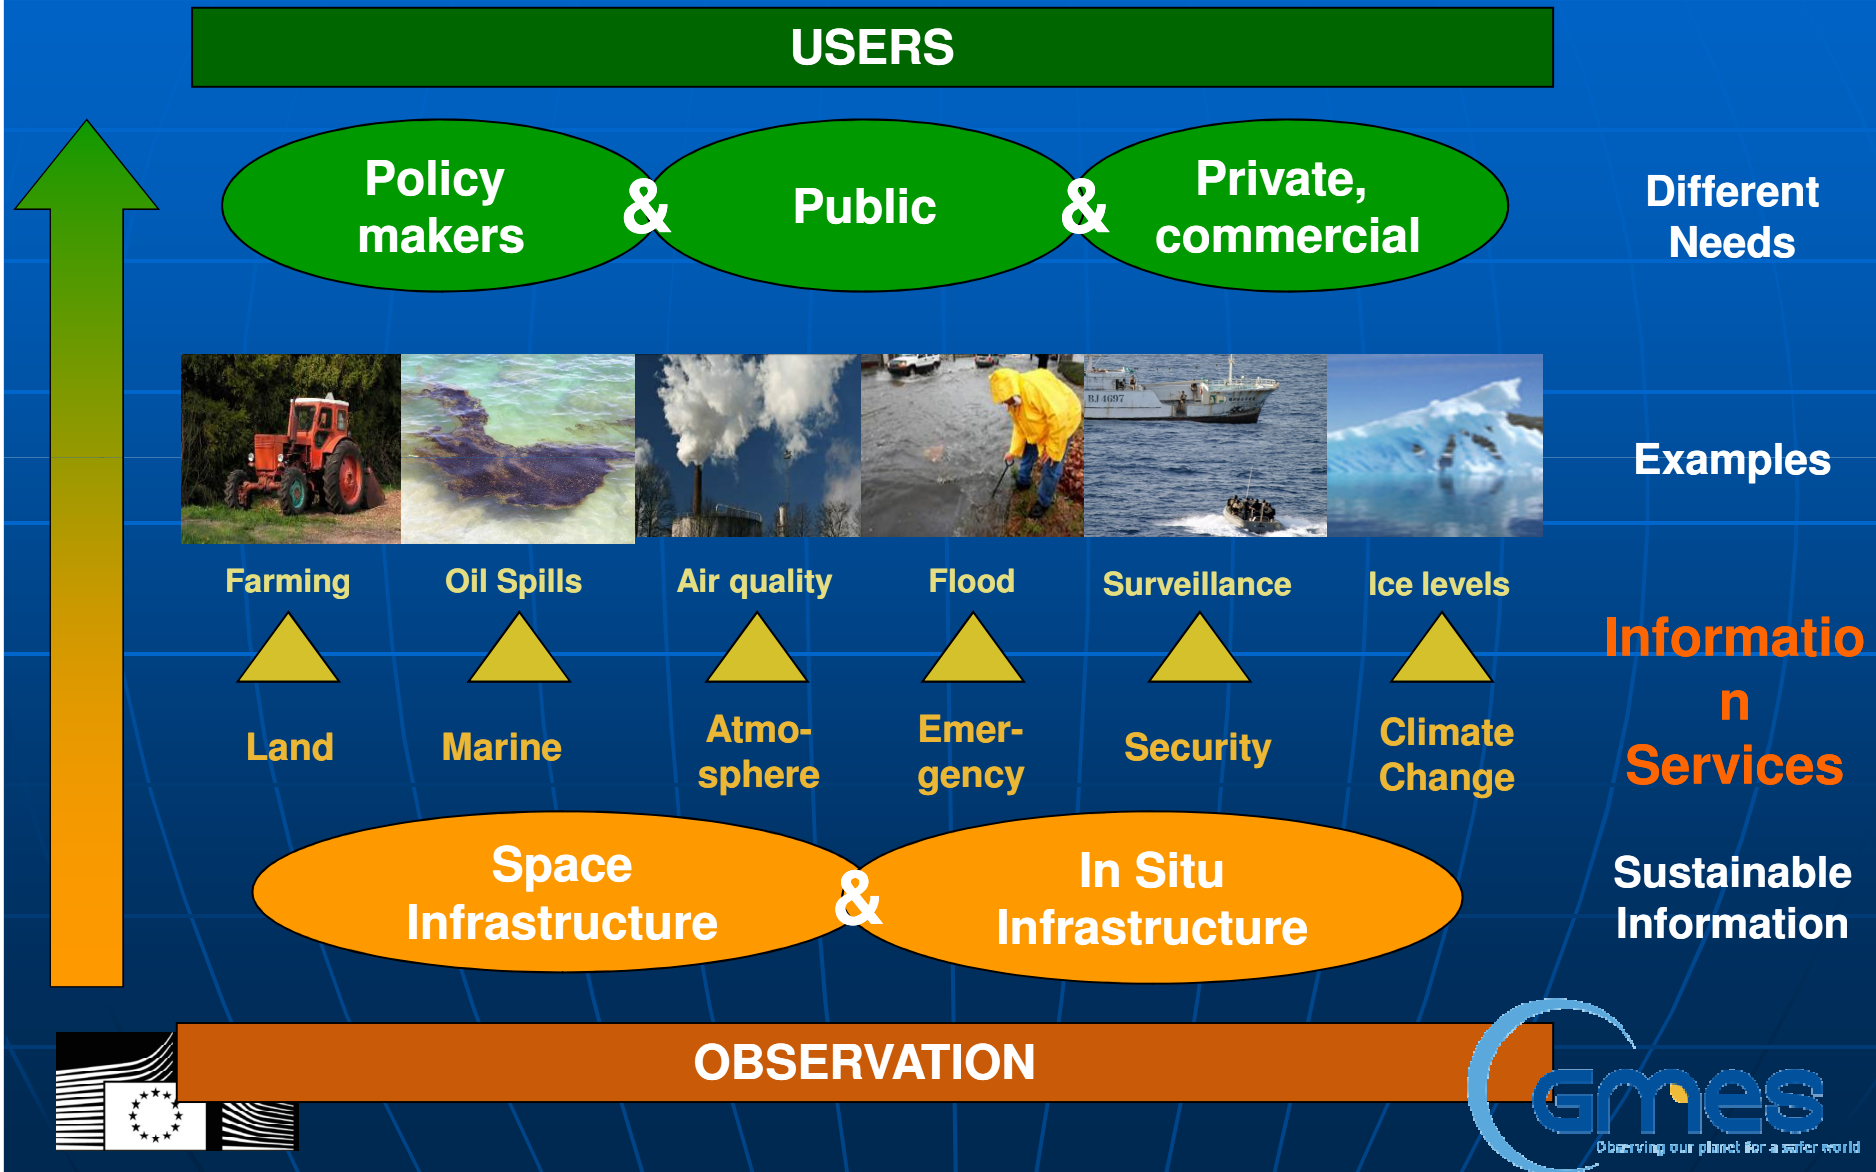 USERS
Policy
makers
&
Public
&
Private,
commercial
Different
Needs
BJ 4697
Examples
Farming
Oil Spills
Air quality
Flood
Surveillance
Ice levels
Informatio
n
Services
Land
Marine
Atmo-
sphere
Emer-
gency
Security
Climate
Change
Space
Infrastructure
&
In Situ
Infrastructure
Sustainable
Information
OBSERVATION
GMES
Observing our planet for a safer world